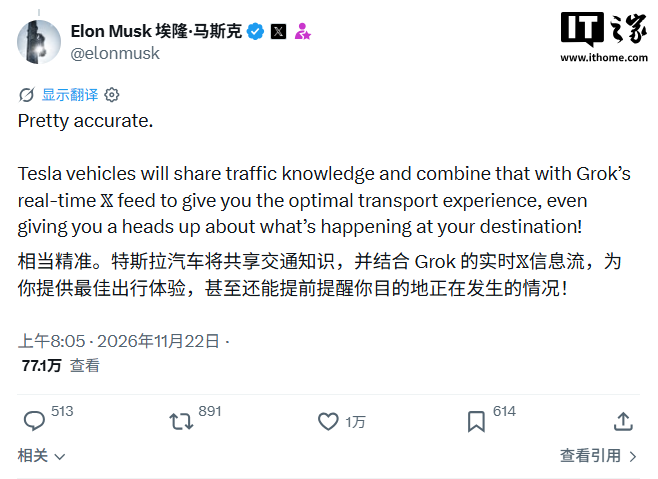 Elon Musk 埃隆·马斯克
@elonmusk
IT之家
www.ithome.com
显示翻译
Pretty accurate.
Tesla vehicles will share traffic knowledge and combine that with Grok’s
real-time 𝕏 feed to give you the optimal transport experience, even
giving you a heads up about what’s happening at your destination!
相当精准。特斯拉汽车将共享交通知识，并结合 Grok 的实时𝕏信息流，为
你提供最佳出行体验，甚至还能提前提醒你目的地正在发生的情况！
上午8:05 · 2026年11月22日 ·
77.1万 查看
513 891 1万 614
相关 查看引用